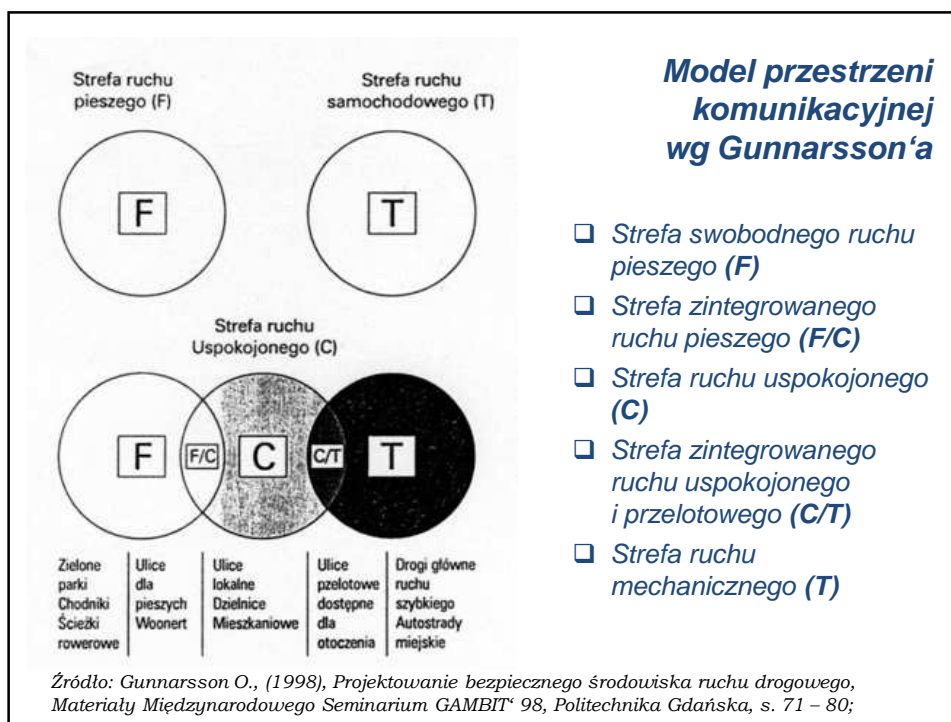 Model przestrzeni
komunikacyjnej
wg Gunnarsson‘a
Strefa ruchu
pieszego (F)
Strefa ruchu
samochodowego (T)
F
T
Strefa ruchu
Uspokojonego (C)
F
F/C
C
C/T
T
Zielone
parki
Chodniki
Ścieżki
rowerowe
Ulice
dla
pieszych
Woonert
Ulice
lokalne
Dzielnice
Mieszkaniowe
Ulice
pzelotowe
dostępne
dla
otoczenia
Drogi główne
ruchu
szybkiego
Autostrady
miejskie
Strefa swobodnego ruchu
pieszego (F)
Strefa zintegrowanego
ruchu pieszego (F/C)
Strefa ruchu uspokojonego
(C)
Strefa zintegrowanego
ruchu uspokojonego
i przelotowego (C/T)
Strefa ruchu
mechanicznego (T)
Źródło: Gunnarsson O., (1998), Projektowanie bezpiecznego środowiska ruchu drogowego,
Materiały Międzynarodowego Seminarium GAMBIT‘ 98, Politechnika Gdańska, s. 71 – 80;